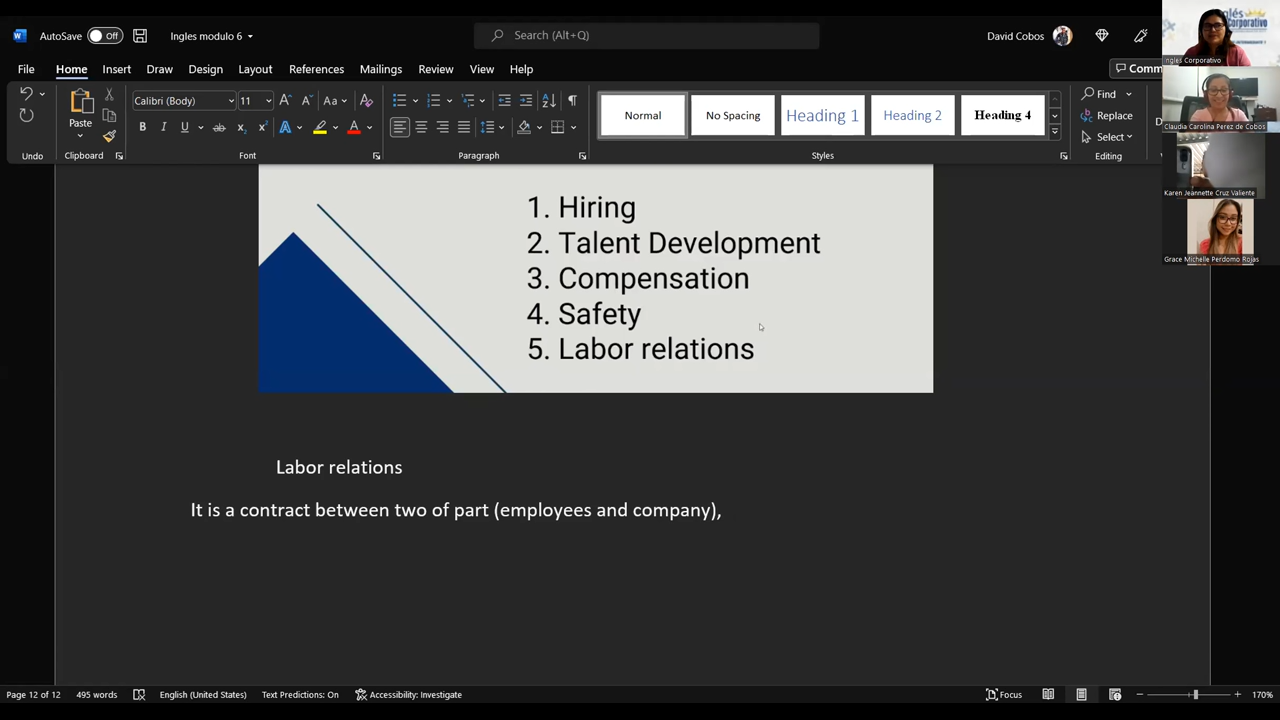 AutoSave Off Ingles modulo 6 Search (Alt+Q) David Cobos
File Home Insert Draw Design Layout References Mailings Review View Help Comm
Paste Calibri (Body) 11 Normal No Spacing Heading 1 Heading 2 Heading 4 Find
Replace
Select
Undo Clipboard Font Paragraph Styles Editing
Inglés Corporativo
Claudia Carolina Perez de Cobos
Karen Jeannette Cruz Valiente
Grace Michelle Perdomo Rojas
1. Hiring
2. Talent Development
3. Compensation
4. Safety
5. Labor relations
Labor relations
It is a contract between two of part (employees and company),
Page 12 of 12 495 words English (United States) Text Predictions: On Accessibility: Investigate Focus 170%